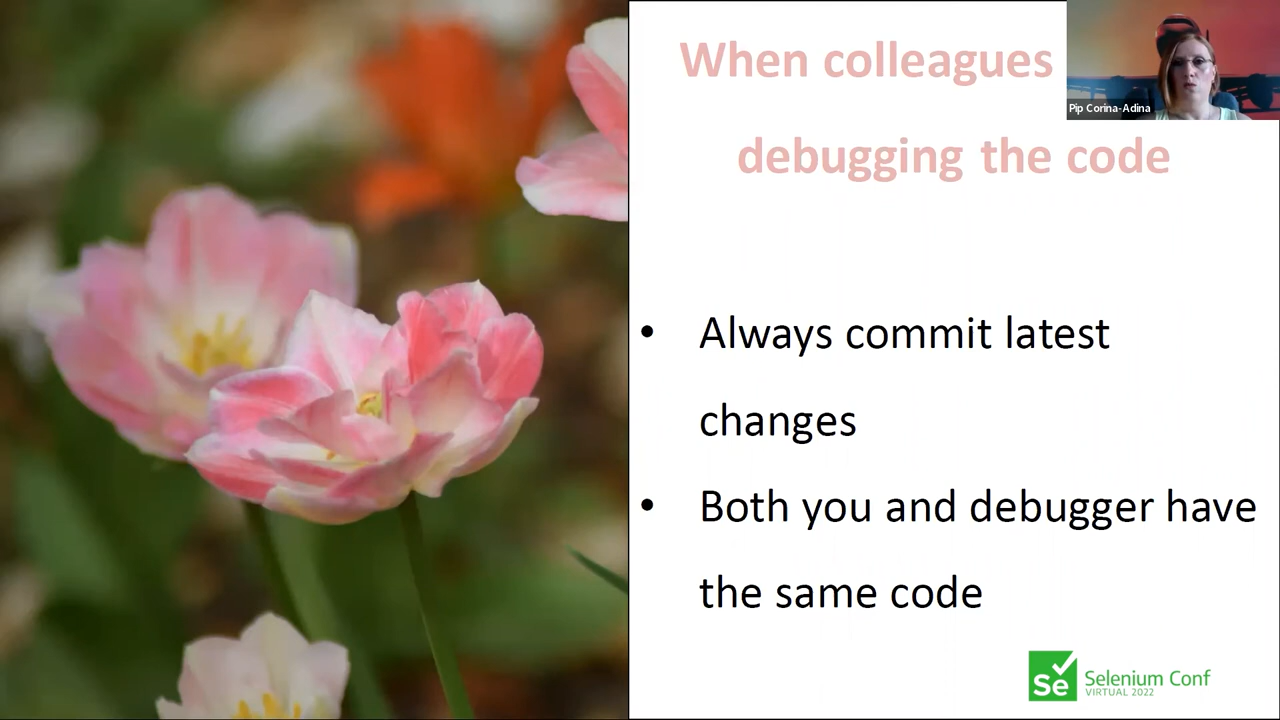 When colleagues
Pip Corina-Adina
debugging the code
• Always commit latest
changes
• Both you and debugger have
the same code
Se
Selenium Conf
VIRTUAL 2022